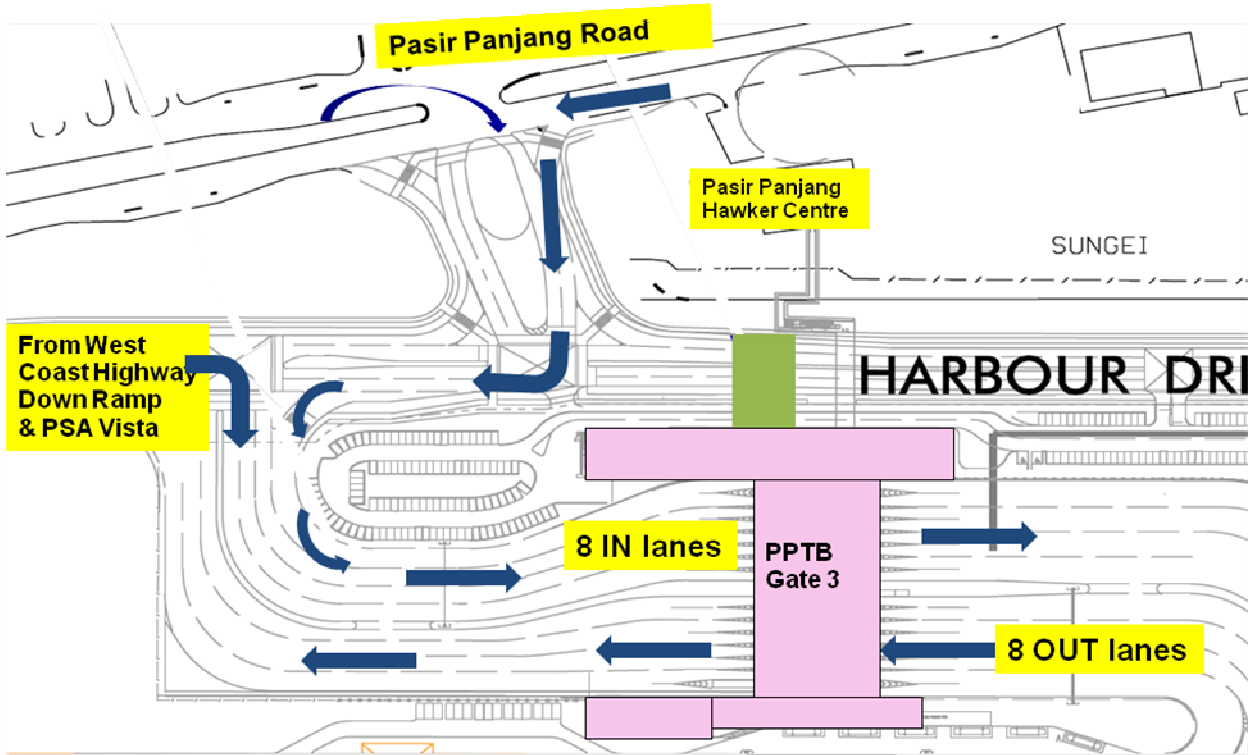 Pasir Panjang Road
Pasir Panjang
Hawker Centre
SUNGEI
From West
Coast Highway
Down Ramp
& PSA Vista
HARBOUR DRI
8 IN lanes
PPTB
Gate 3
8 OUT lanes